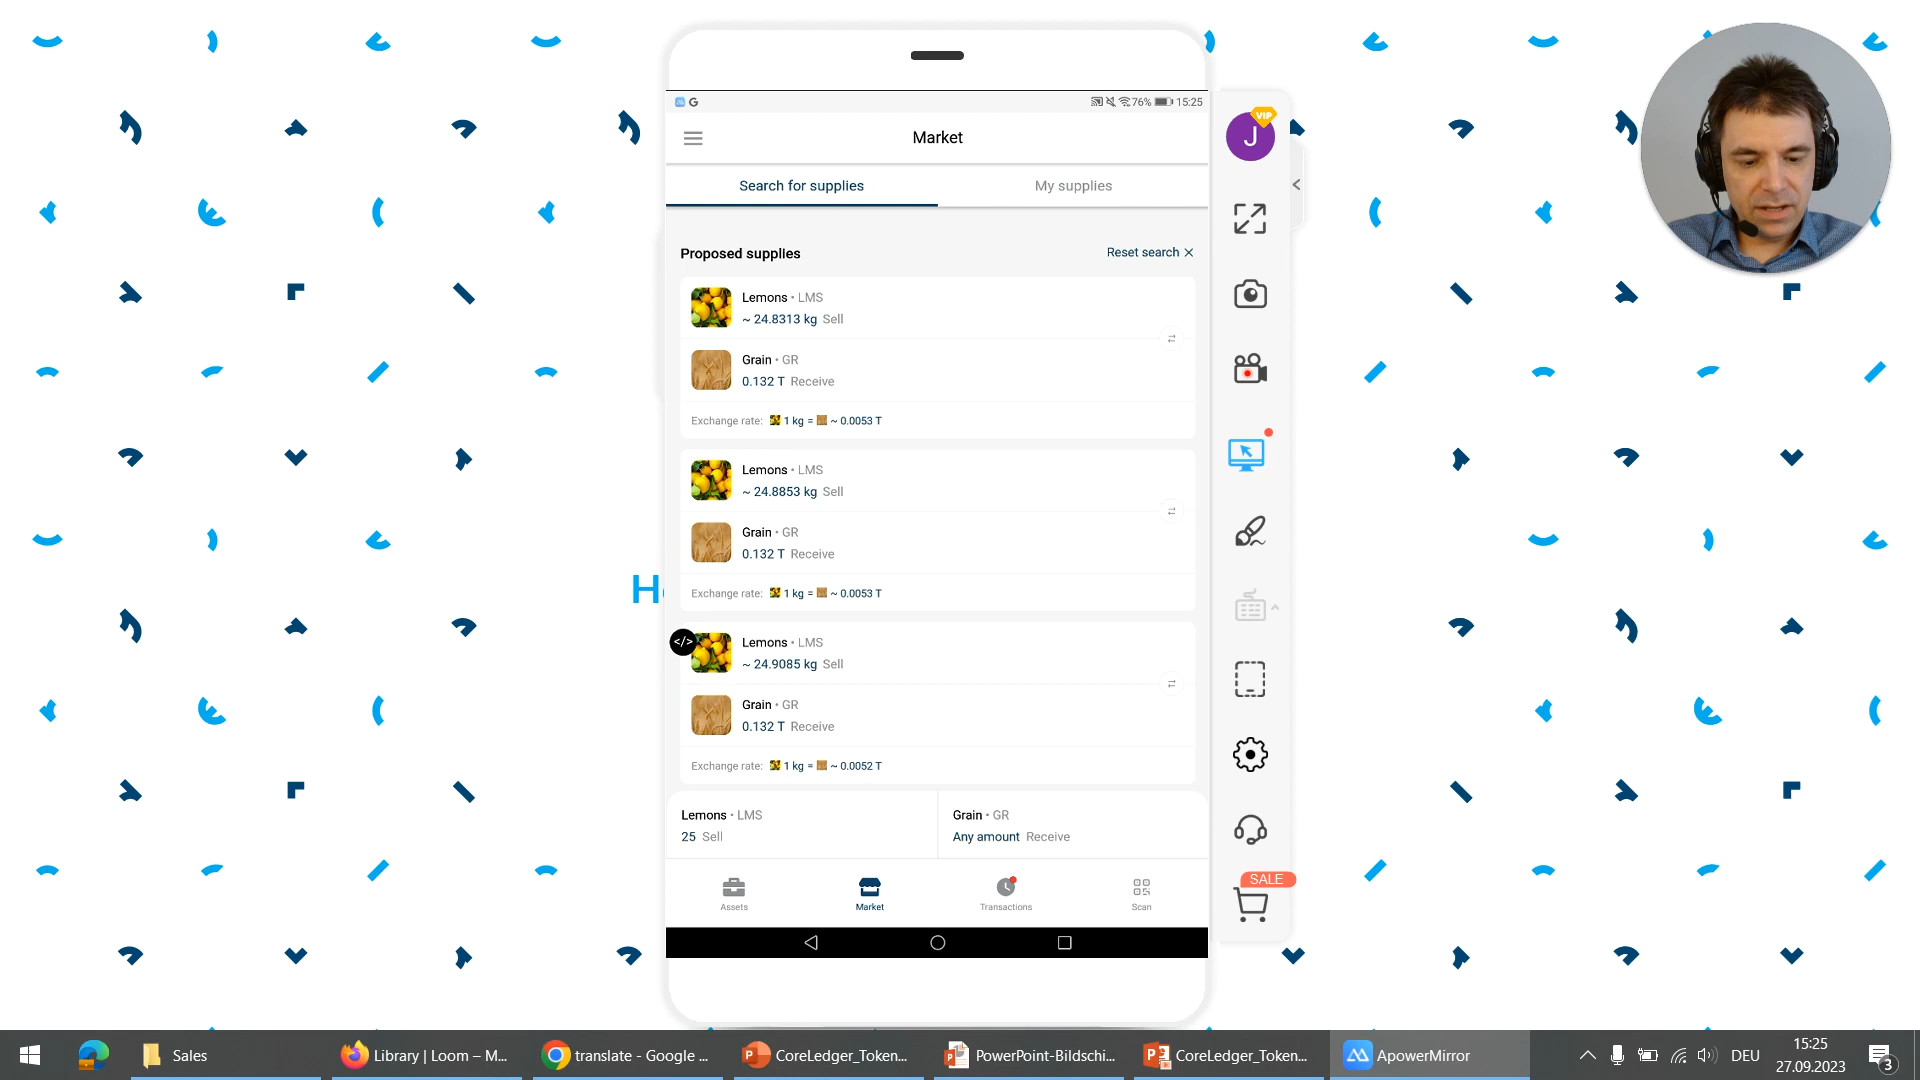 76% 15:25
Market
Search for supplies
My supplies
Proposed supplies
Reset search
Lemons • LMS
~ 24.8313 kg Sell
Grain • GR
0.132 T Receive
Exchange rate: 1 kg = ~ 0.0053 T
Lemons • LMS
~ 24.8853 kg Sell
Grain • GR
0.132 T Receive
Exchange rate: 1 kg = ~ 0.0053 T
</>
Lemons • LMS
~ 24.9085 kg Sell
Grain • GR
0.132 T Receive
Exchange rate: 1 kg = ~ 0.0052 T
Lemons • LMS
25 Sell
Grain • GR
Any amount Receive
Assets
Market
Transactions
Scan
VIP
J
SALE
Sales
Library | Loom – M...
translate - Google ...
CoreLedger_Token...
PowerPoint-Bildschi...
CoreLedger_Token...
ApowerMirror
DEU
15:25
27.09.2023
3